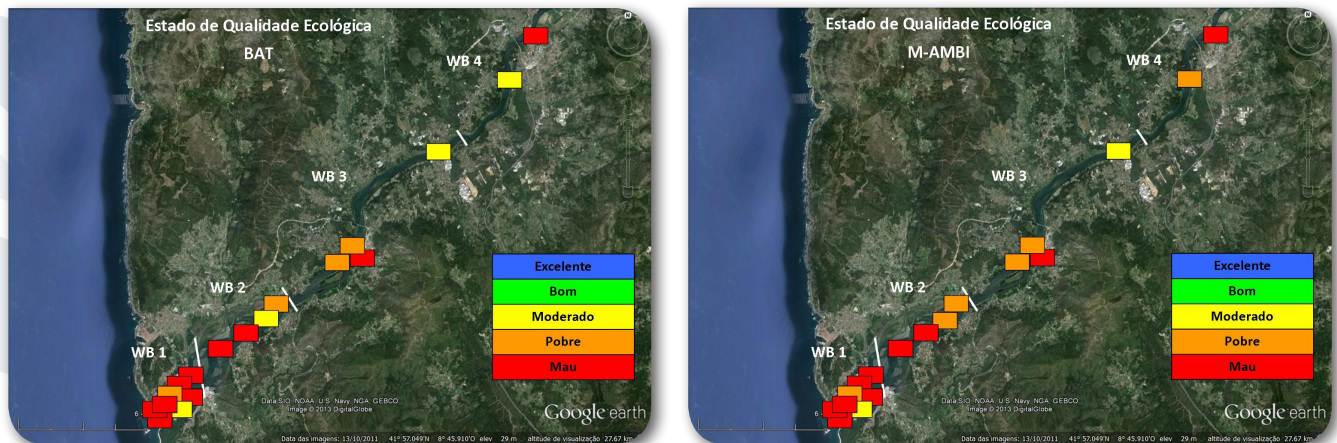 Estado de Qualidade Ecológica
BAT
WB 4
WB 3
WB 2
WB 1
Excelente
Bom
Moderado
Pobre
Mau
Data SIO, NOAA, U.S. Navy, NGA, GEBCO
Image © 2013 DigitalGlobe
Google earth
Data das imagens: 13/10/2011 41° 57.049'N 8° 45.910'O elev 29 m altitude de visualização 27.67 km
Estado de Qualidade Ecológica
M-AMBI
WB 4
WB 3
WB 2
WB 1
Excelente
Bom
Moderado
Pobre
Mau
Data SIO, NOAA, U.S. Navy, NGA, GEBCO
Image © 2013 DigitalGlobe
Google earth
Data das imagens: 13/10/2011 41° 57.049'N 8° 45.910'O elev 29 m altitude de visualização 27.67 km